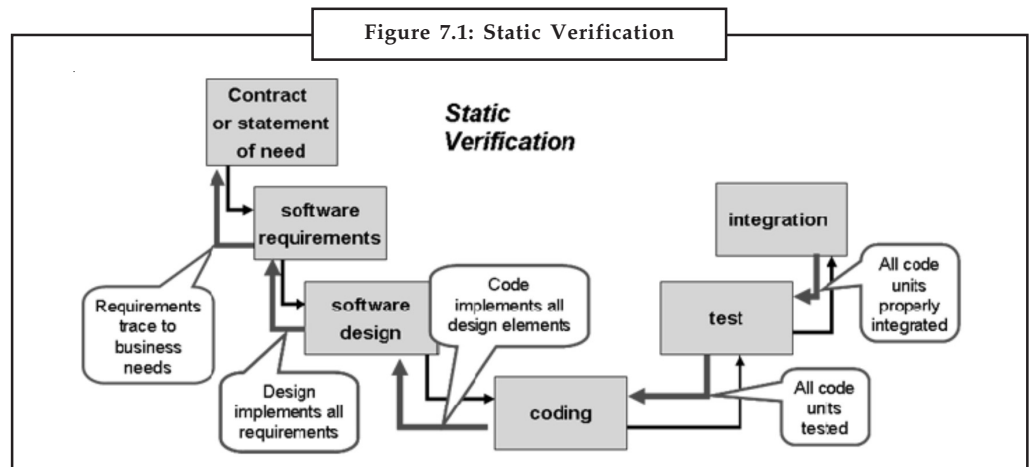 Figure 7.1: Static Verification
Contract
or statement
of need
Static
Verification
software
requirements
integration
Requirements
trace to
business
needs
software
design
Code
implements all
design elements
test
All code
units
properly
integrated
Design
implements all
requirements
coding
All code
units
tested